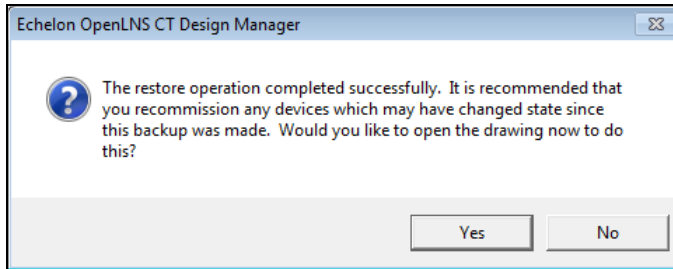 Echelon OpenLNS CT Design Manager
The restore operation completed successfully.  It is recommended that
you recommission any devices which may have changed state since
this backup was made.  Would you like to open the drawing now to do
this?
Yes
No